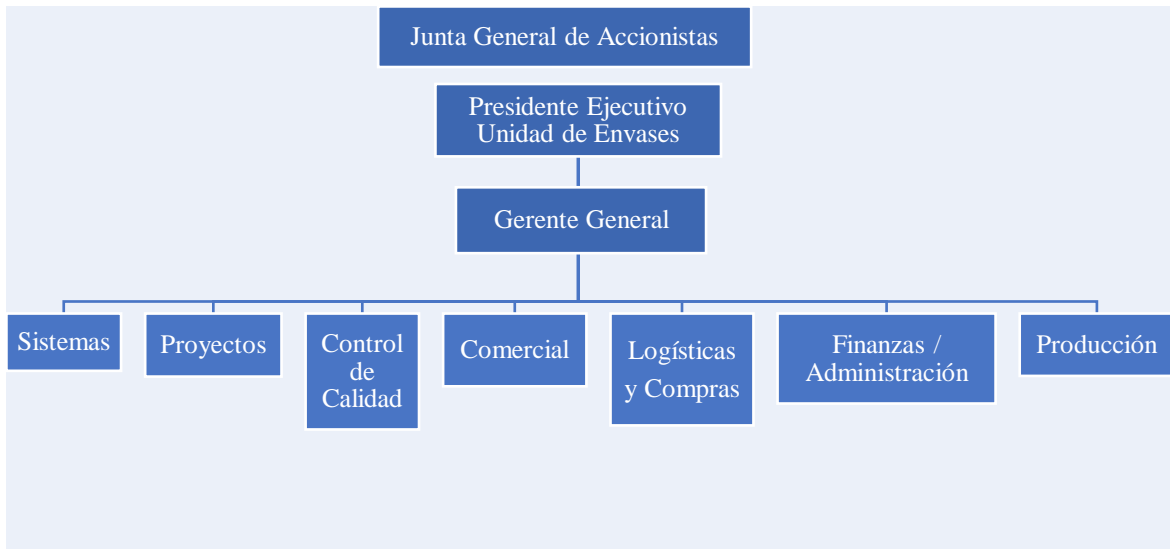 Junta General de Accionistas
Presidente Ejecutivo
Unidad de Envases
Gerente General
Sistemas
Proyectos
Control
de
Calidad
Comercial
Logísticas
y Compras
Finanzas /
Administración
Producción